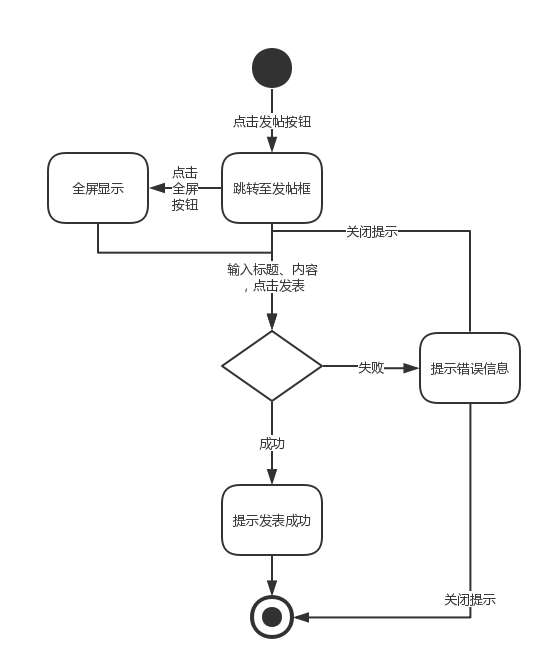 点击发帖按钮
全屏显示
点击
全屏
按钮
跳转至发帖框
关闭提示
输入标题、内容
，点击发表
失败
提示错误信息
成功
提示发表成功
关闭提示